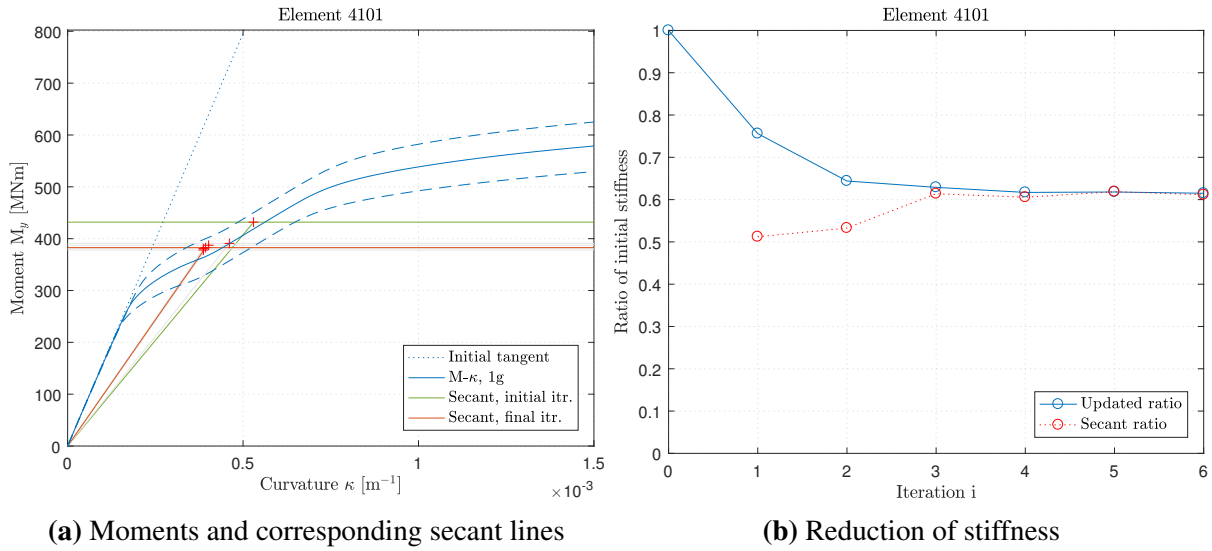 Element 4101
800
700
600
500
400
300
200
100
0
Moment M_y [MNm]
0 0.5 1 1.5
Curvature κ [m⁻¹]
×10⁻³
Initial tangent
M-κ, 1g
Secant, initial itr.
Secant, final itr.
(a) Moments and corresponding secant lines
Element 4101
1
0.9
0.8
0.7
0.6
0.5
0.4
0.3
0.2
0.1
0
Ratio of initial stiffness
0 1 2 3 4 5 6
Iteration i
Updated ratio
Secant ratio
(b) Reduction of stiffness